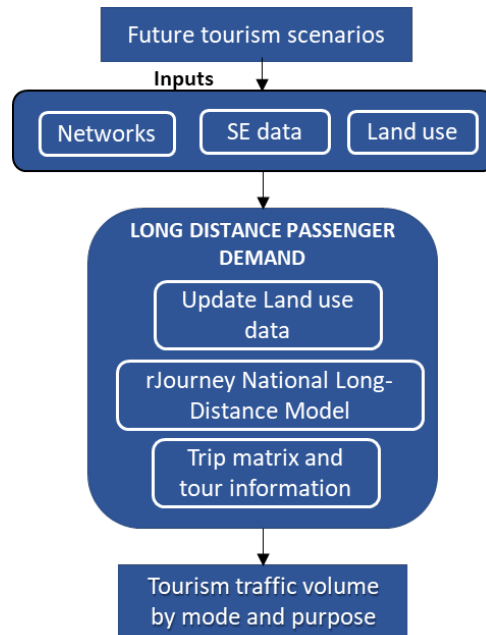 Future tourism scenarios
Inputs
Networks
SE data
Land use
LONG DISTANCE PASSENGER
DEMAND
Update Land use
data
rJourney National Long-
Distance Model
Trip matrix and
tour information
Tourism traffic volume
by mode and purpose